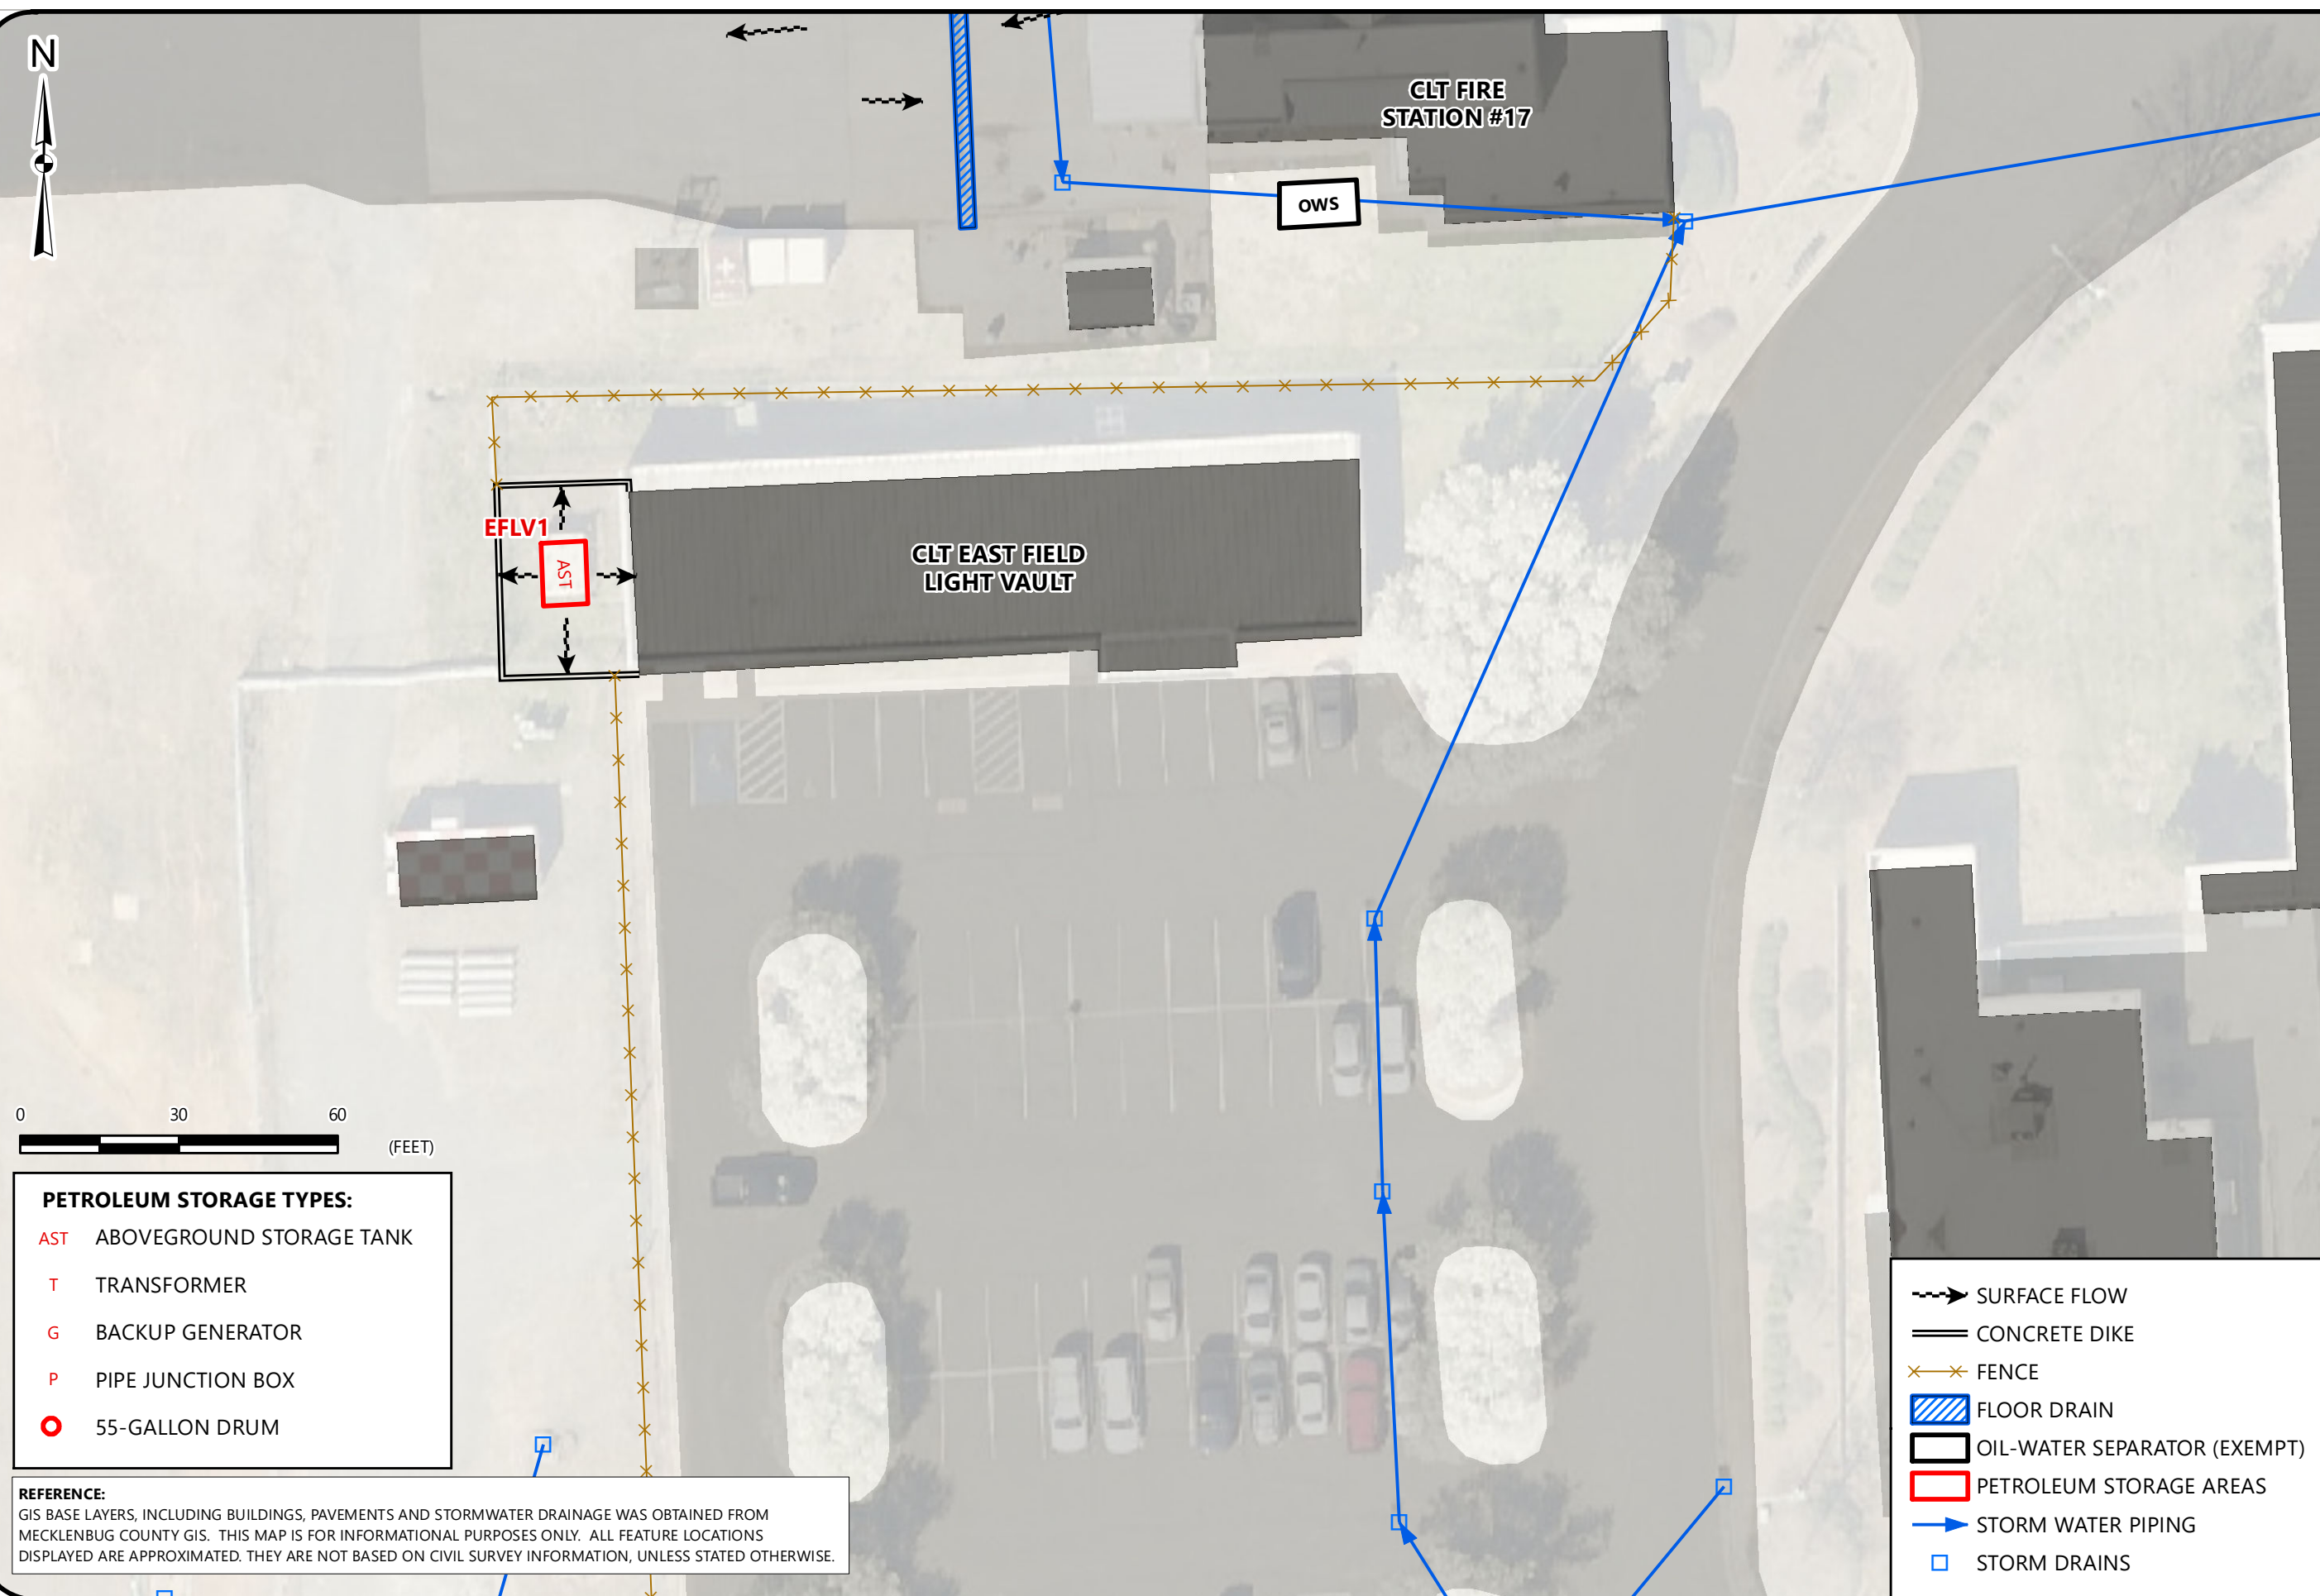 N
CLT FIRE
STATION #17
OWS
EFLV1
AST
CLT EAST FIELD
LIGHT VAULT
0 30 60
(FEET)
PETROLEUM STORAGE TYPES:
AST ABOVEGROUND STORAGE TANK
T TRANSFORMER
G BACKUP GENERATOR
P PIPE JUNCTION BOX
55-GALLON DRUM
REFERENCE:
GIS BASE LAYERS, INCLUDING BUILDINGS, PAVEMENTS AND STORMWATER DRAINAGE WAS OBTAINED FROM
MECKLENBUG COUNTY GIS. THIS MAP IS FOR INFORMATIONAL PURPOSES ONLY. ALL FEATURE LOCATIONS
DISPLAYED ARE APPROXIMATED. THEY ARE NOT BASED ON CIVIL SURVEY INFORMATION, UNLESS STATED OTHERWISE.
SURFACE FLOW
CONCRETE DIKE
FENCE
FLOOR DRAIN
OIL-WATER SEPARATOR (EXEMPT)
PETROLEUM STORAGE AREAS
STORM WATER PIPING
STORM DRAINS